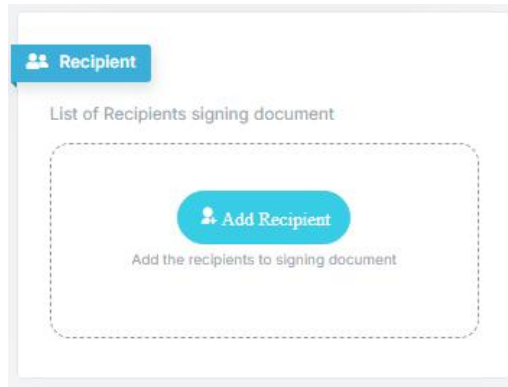 Recipient
List of Recipients signing document
Add Recipient
Add the recipients to signing document